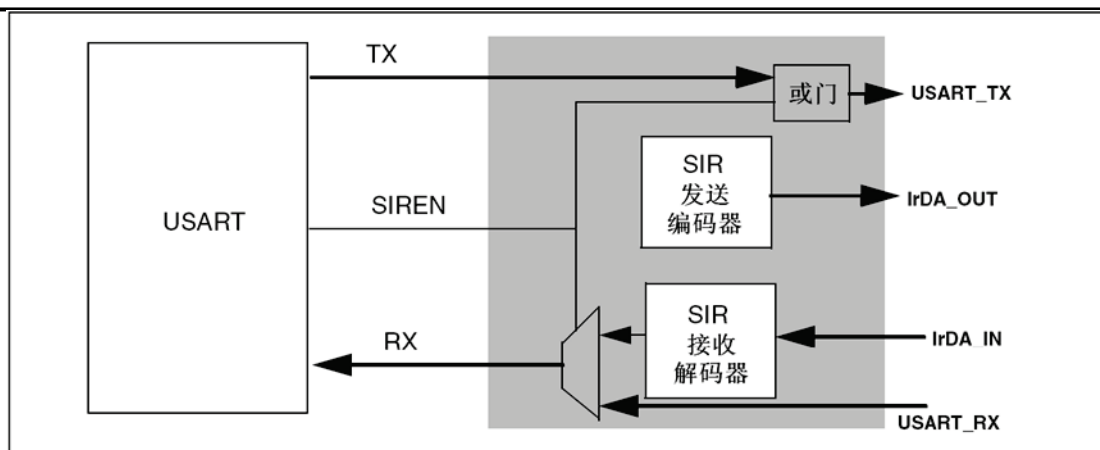 TX
或门
USART_TX
SIR
发送
编码器
IrDA_OUT
USART
SIREN
SIR
接收
解码器
RX
IrDA_IN
USART_RX